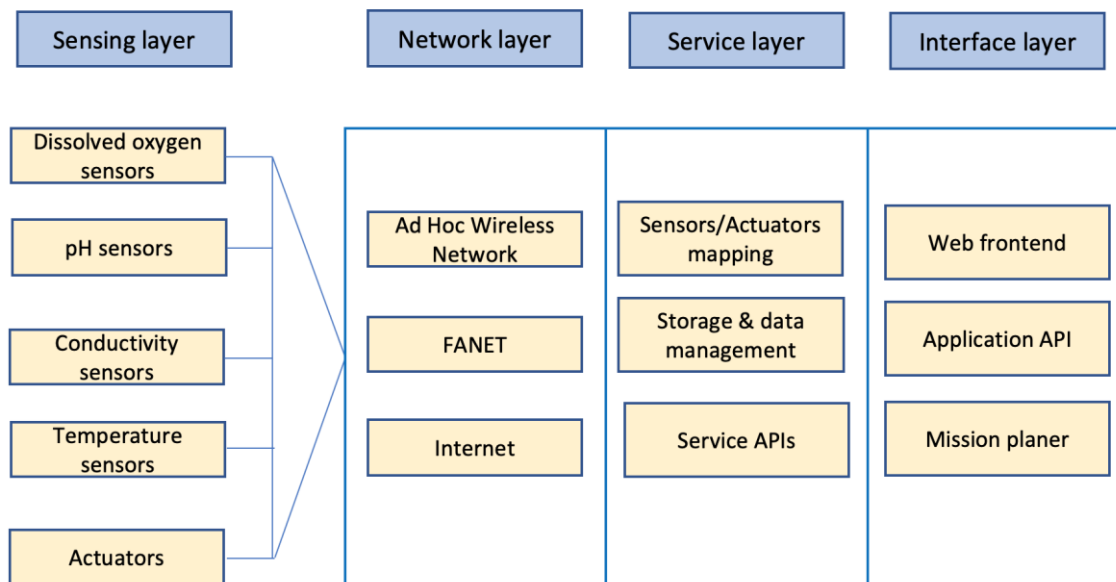 Sensing layer
Network layer
Service layer
Interface layer
Dissolved oxygen
sensors
pH sensors
Conductivity
sensors
Temperature
sensors
Actuators
Ad Hoc Wireless
Network
FANET
Internet
Sensors/Actuators
mapping
Storage & data
management
Service APIs
Web frontend
Application API
Mission planer